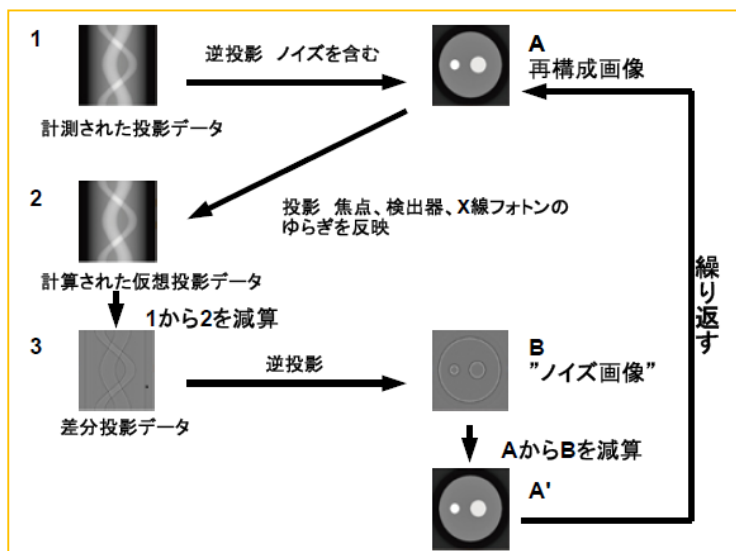 1
逆投影 ノイズを含む
A
再構成画像
計測された投影データ
2
投影 焦点、検出器、X線フォトンの
ゆらぎを反映
計算された仮想投影データ
1から2を減算
3
逆投影
B
”ノイズ画像”
差分投影データ
AからBを減算
A'
繰り返す